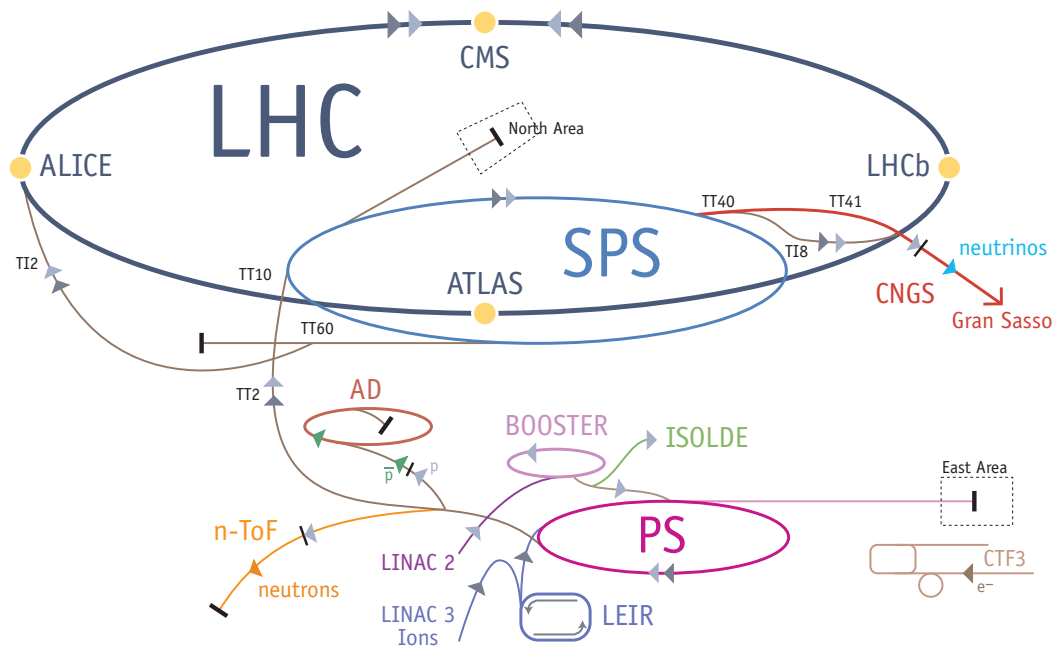 CMS
LHC
North Area
ALICE
LHCb
TT40
TT41
SPS
TI8
neutrinos
TI2
TT10
ATLAS
CNGS
Gran Sasso
TT60
AD
TT2
BOOSTER
ISOLDE
p̅
p
East Area
n-ToF
PS
LINAC 2
CTF3
neutrons
e–
LINAC 3
Ions
LEIR